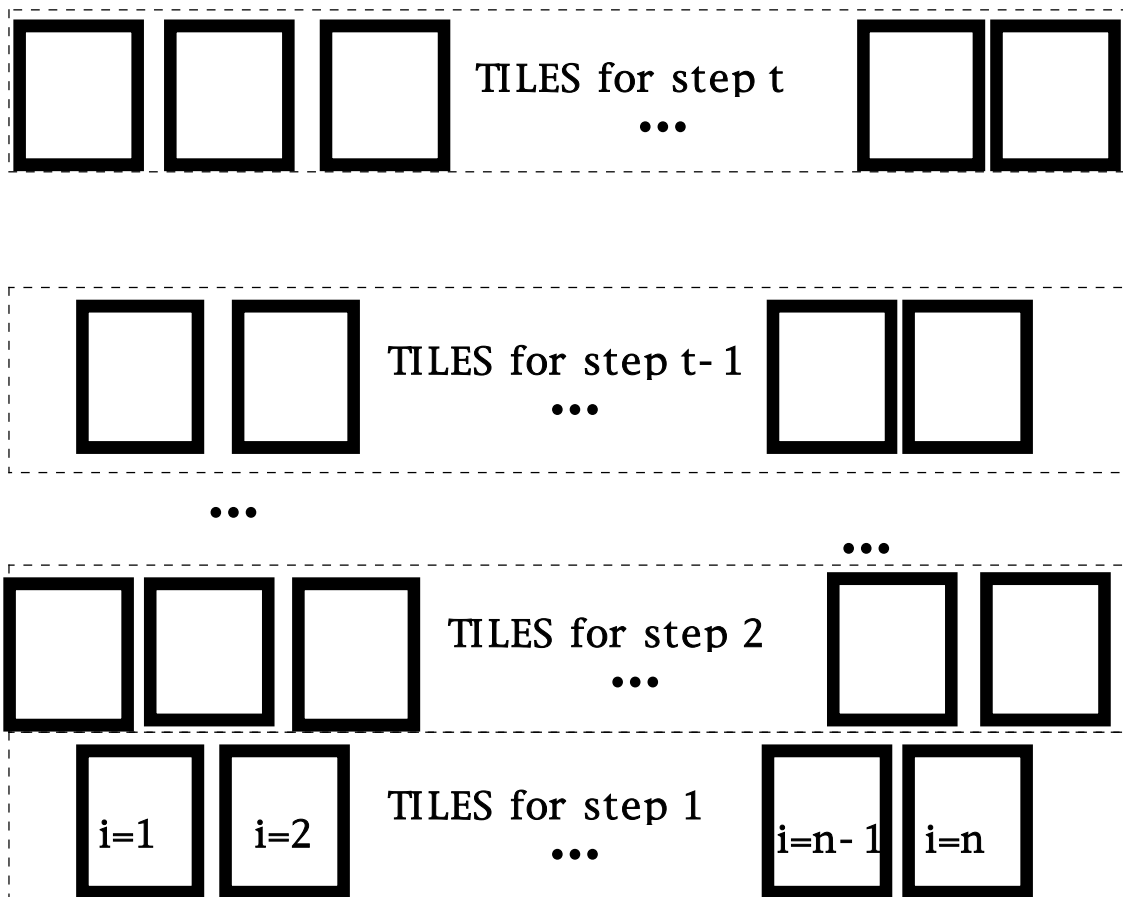 TILES for step t
...
TILES for step t-1
...
...
...
TILES for step 2
...
TILES for step 1
i=1 i=2 i=n-1 i=n
...